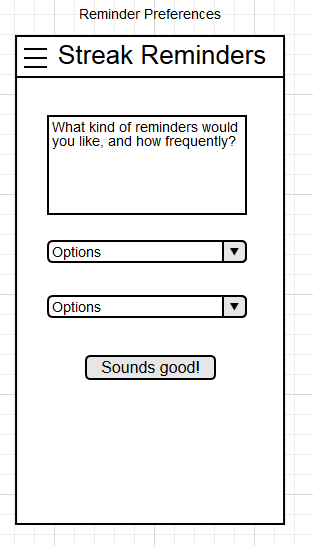 Reminder Preferences
Streak Reminders
What kind of reminders would
you like, and how frequently?
Options
Options
Sounds good!